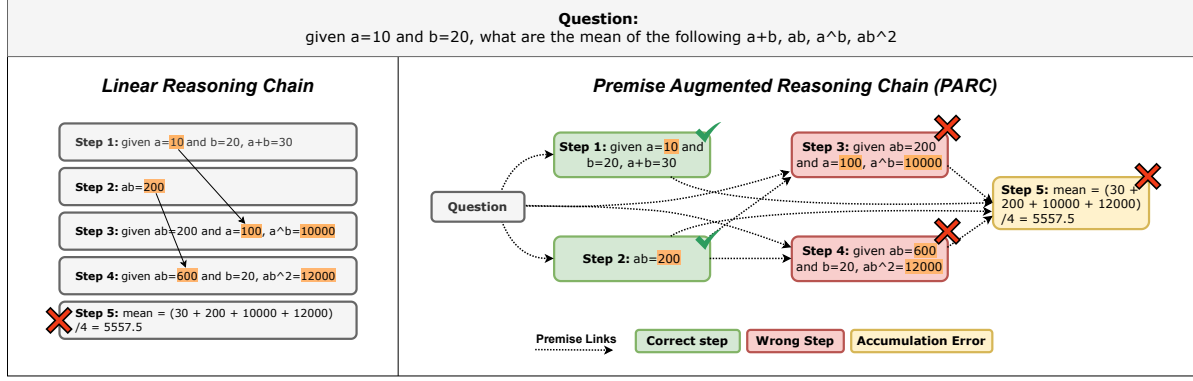 Question:
given a=10 and b=20, what are the mean of the following a+b, ab, a^b, ab^2
Linear Reasoning Chain
Step 1: given a=10 and b=20, a+b=30
Step 2: ab=200
Step 3: given ab=200 and a=100, a^b=10000
Step 4: given ab=600 and b=20, ab^2=12000
Step 5: mean = (30 + 200 + 10000 + 12000)
/4 = 5557.5
Premise Augmented Reasoning Chain (PARC)
Question
Step 1: given a=10 and
b=20, a+b=30
Step 2: ab=200
Step 3: given ab=200
and a=100, a^b=10000
Step 4: given ab=600
and b=20, ab^2=12000
Step 5: mean = (30 +
200 + 10000 + 12000)
/4 = 5557.5
Premise Links
Correct step
Wrong Step
Accumulation Error